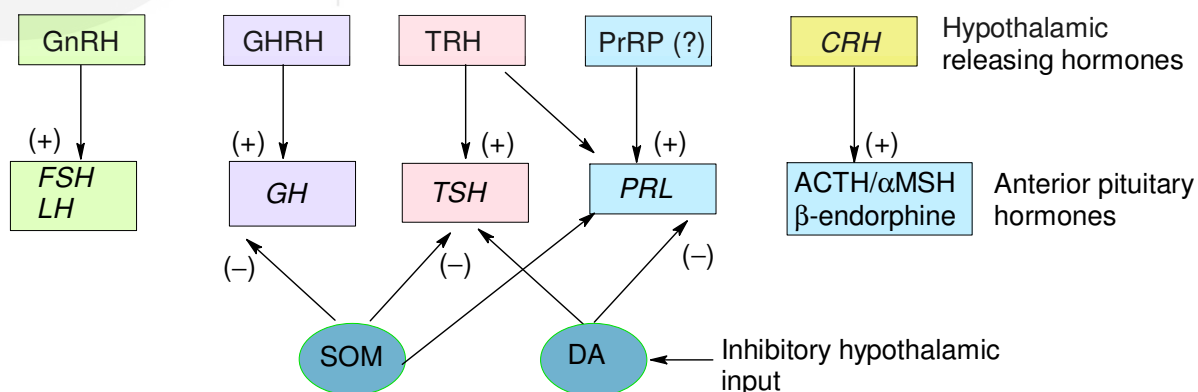 GnRH
GHRH
TRH
PrRP (?)
CRH
Hypothalamic
releasing hormones
(+)
(+)
(+)
(+)
(+)
FSH
LH
GH
TSH
PRL
ACTH/αMSH
β-endorphine
Anterior pituitary
hormones
(–)
(–)
(–)
SOM
DA
Inhibitory hypothalamic
input